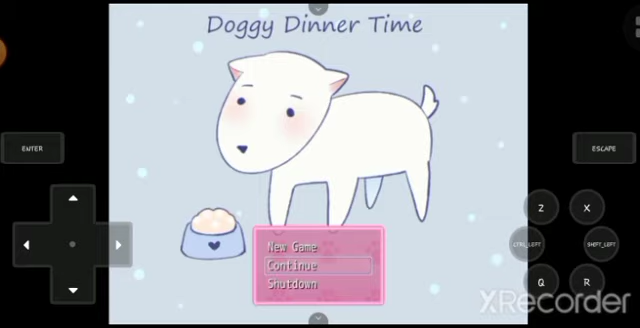 Doggy Dinner Time
ENTER
ESCAPE
New Game
Continue
Shutdown
Z
X
CTRL_LEFT
SHIFT_LEFT
Q
R
XRecorder